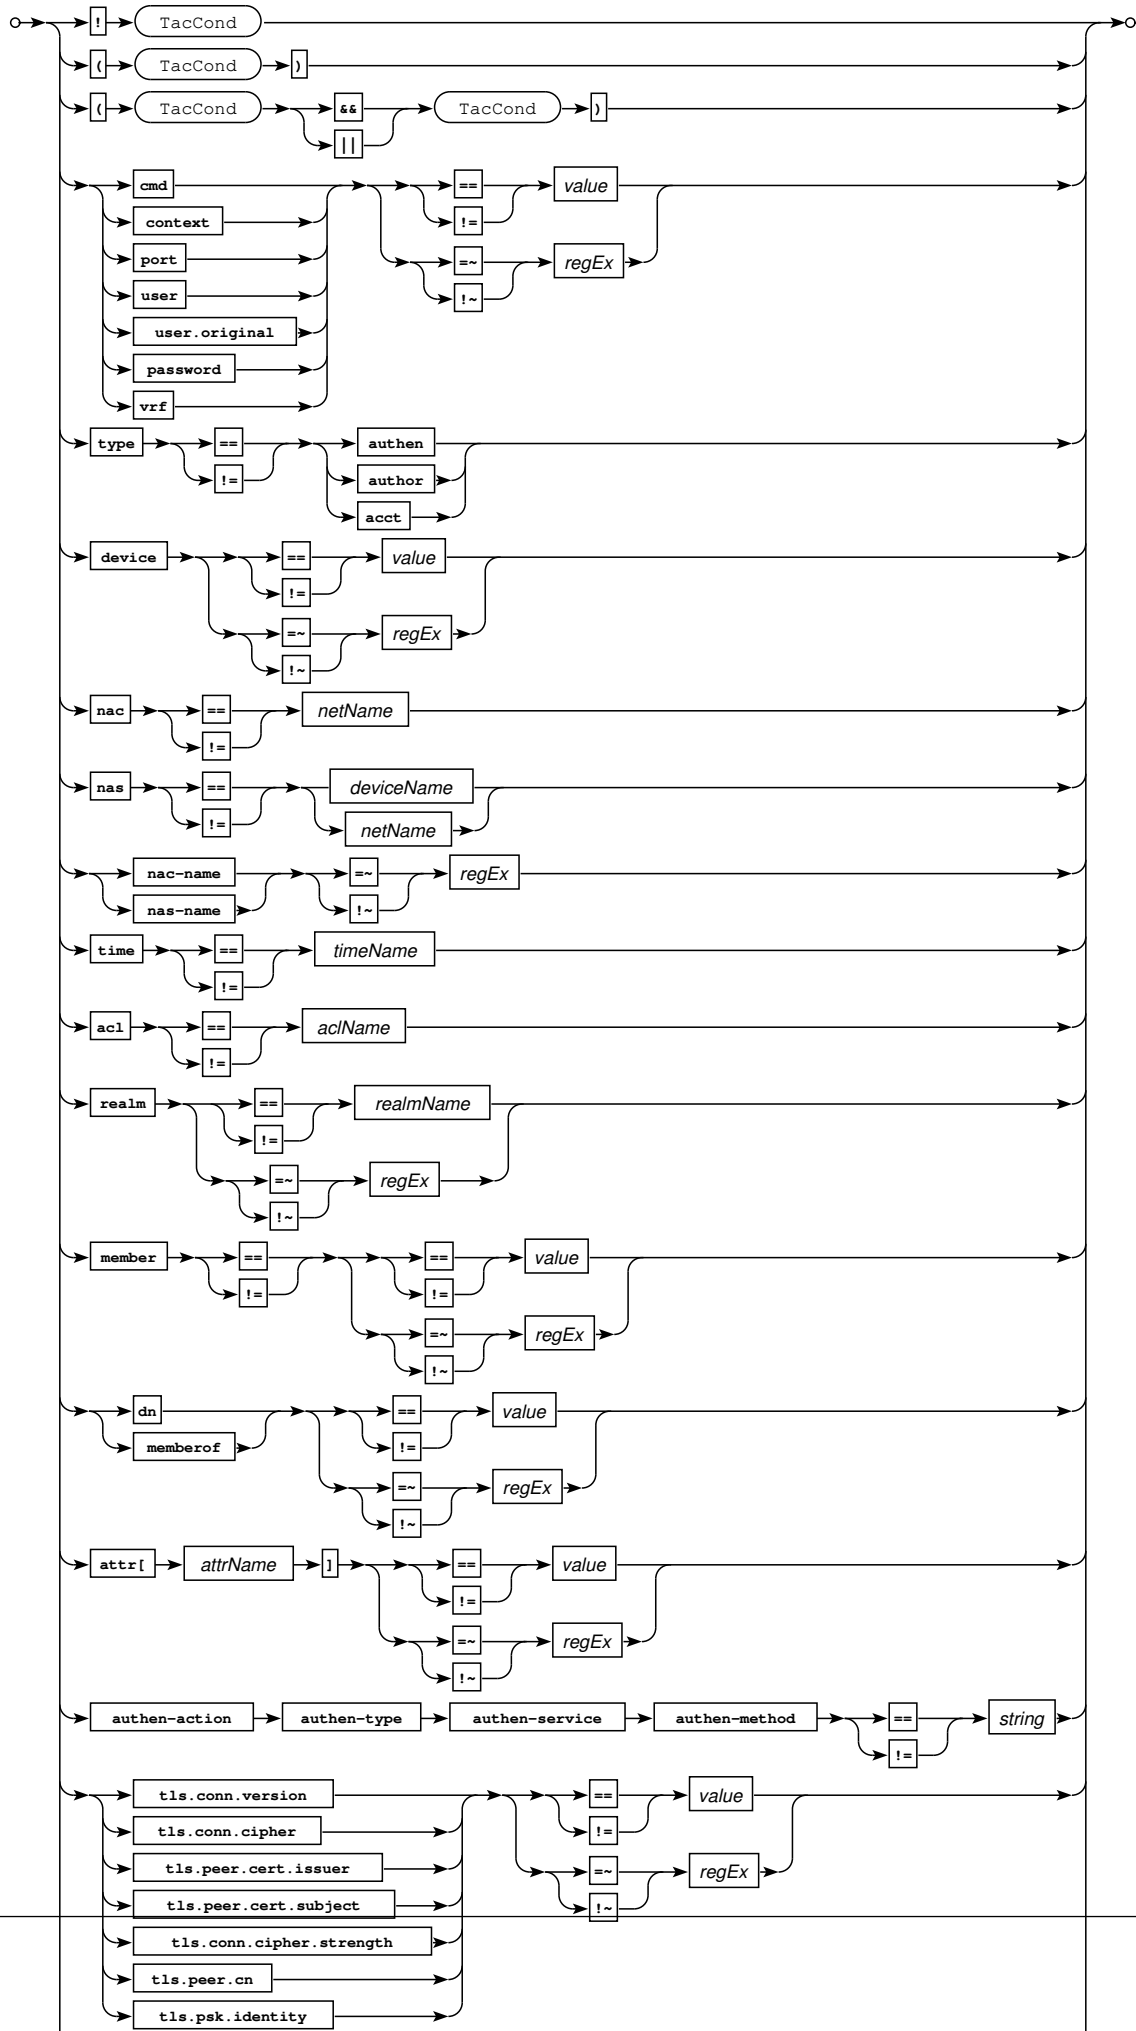 ! TacCond
( TacCond )
( TacCond && TacCond )
||
cmd == value
context !=
port =~ regEx
user !~
user.original
password
vrf
type == authen
!= author
acct
device == value
!=
=~ regEx
!~
nac == netName
!=
nas == deviceName
!= netName
nac-name =~ regEx
nas-name !~
time == timeName
!=
acl == aclName
!=
realm == realmName
!=
=~ regEx
!~
member == == value
!= !=
=~ regEx
!~
dn == value
memberof !=
=~ regEx
!~
attr[ attrName ] == value
!=
=~ regEx
!~
authen-action authen-type authen-service authen-method == string
!=
tls.conn.version == value
tls.conn.cipher !=
tls.peer.cert.issuer =~ regEx
tls.peer.cert.subject !~
tls.conn.cipher.strength
tls.peer.cn
tls.psk.identity